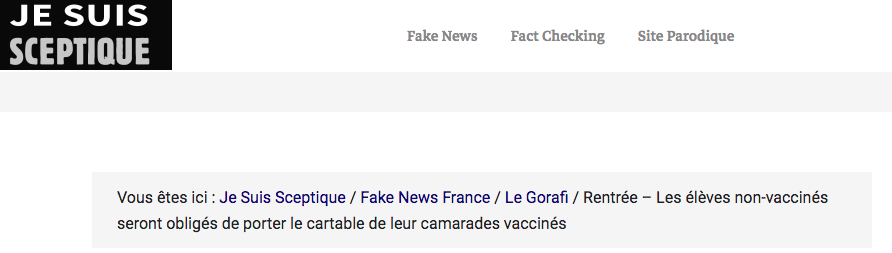 JE SUIS
SCEPTIQUE
Fake News Fact Checking Site Parodique
Vous êtes ici : Je Suis Sceptique / Fake News France / Le Gorafi / Rentrée – Les élèves non-vaccinés
seront obligés de porter le cartable de leur camarades vaccinés